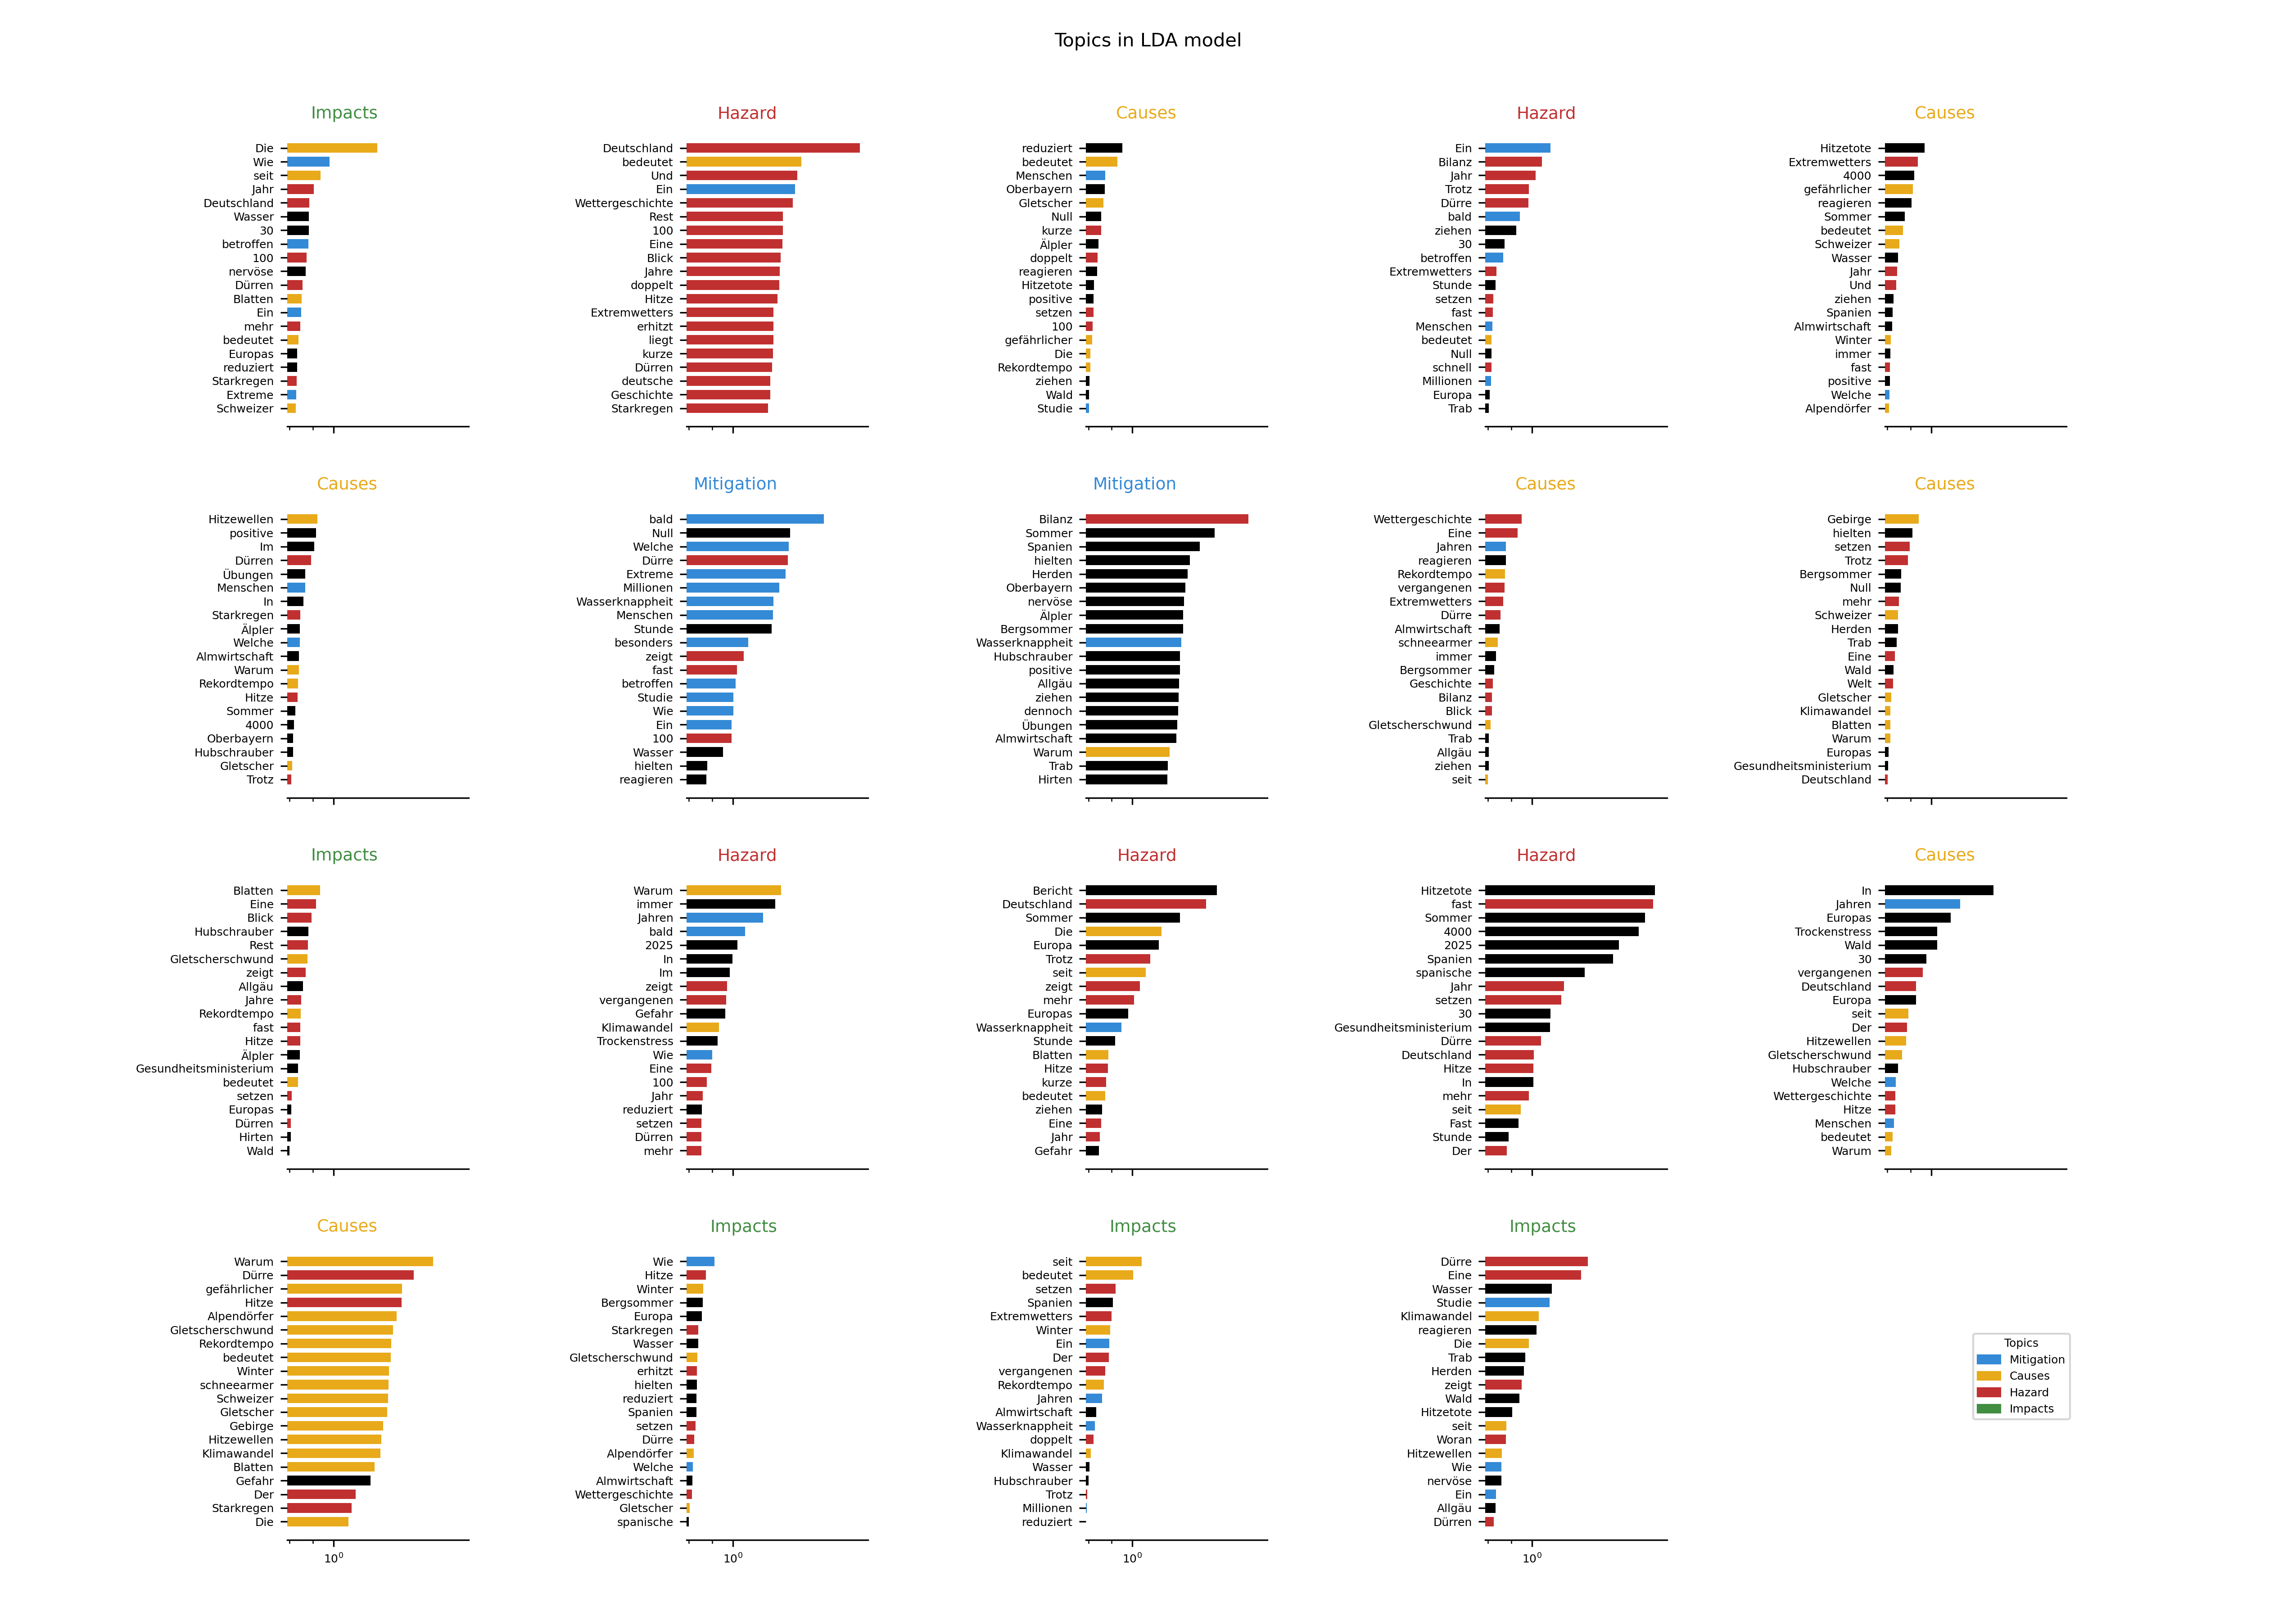 Topics in LDA model
Impacts
Die
Wie
seit
Jahr
Deutschland
Wasser
30
betroffen
100
nervöse
Dürren
Blatten
Ein
mehr
bedeutet
Europas
reduziert
Starkregen
Extreme
Schweizer
Hazard
Deutschland
bedeutet
Und
Ein
Wettergeschichte
Rest
100
Eine
Blick
Jahre
doppelt
Hitze
Extremwetters
erhitzt
liegt
kurze
Dürren
deutsche
Geschichte
Starkregen
Causes
reduziert
bedeutet
Menschen
Oberbayern
Gletscher
Null
kurze
Älpler
doppelt
reagieren
Hitzetote
positive
setzen
100
gefährlicher
Die
Rekordtempo
ziehen
Wald
Studie
Hazard
Ein
Bilanz
Jahr
Trotz
Dürre
bald
ziehen
30
betroffen
Extremwetters
Stunde
setzen
fast
Menschen
bedeutet
Null
schnell
Millionen
Europa
Trab
Causes
Hitzetote
Extremwetters
4000
gefährlicher
reagieren
Sommer
bedeutet
Schweizer
Wasser
Jahr
Und
ziehen
Spanien
Almwirtschaft
Winter
immer
fast
positive
Welche
Alpendörfer
Causes
Hitzewellen
positive
Im
Dürren
Übungen
Menschen
In
Starkregen
Älpler
Welche
Almwirtschaft
Warum
Rekordtempo
Hitze
Sommer
4000
Oberbayern
Hubschrauber
Gletscher
Trotz
Mitigation
bald
Null
Welche
Dürre
Extreme
Millionen
Wasserknappheit
Menschen
Stunde
besonders
zeigt
fast
betroffen
Studie
Wie
Ein
100
Wasser
hielten
reagieren
Mitigation
Bilanz
Sommer
Spanien
hielten
Herden
Oberbayern
nervöse
Älpler
Bergsommer
Wasserknappheit
Hubschrauber
positive
Allgäu
ziehen
dennoch
Übungen
Almwirtschaft
Warum
Trab
Hirten
Causes
Wettergeschichte
Eine
Jahren
reagieren
Rekordtempo
vergangenen
Extremwetters
Dürre
Almwirtschaft
schneearmer
immer
Bergsommer
Geschichte
Bilanz
Blick
Gletscherschwund
Trab
Allgäu
ziehen
seit
Causes
Gebirge
hielten
setzen
Trotz
Bergsommer
Null
mehr
Schweizer
Herden
Trab
Eine
Wald
Welt
Gletscher
Klimawandel
Blatten
Warum
Europas
Gesundheitsministerium
Deutschland
Impacts
Blatten
Eine
Blick
Hubschrauber
Rest
Gletscherschwund
zeigt
Allgäu
Jahre
Rekordtempo
fast
Hitze
Älpler
Gesundheitsministerium
bedeutet
setzen
Europas
Dürren
Hirten
Wald
Hazard
Warum
immer
Jahren
bald
2025
In
Im
zeigt
vergangenen
Gefahr
Klimawandel
Trockenstress
Wie
Eine
100
Jahr
reduziert
setzen
Dürren
mehr
Hazard
Bericht
Deutschland
Sommer
Die
Europa
Trotz
seit
zeigt
mehr
Europas
Wasserknappheit
Stunde
Blatten
Hitze
kurze
bedeutet
ziehen
Eine
Jahr
Gefahr
Hazard
Hitzetote
fast
Sommer
4000
2025
Spanien
spanische
Jahr
setzen
30
Gesundheitsministerium
Dürre
Deutschland
Hitze
In
mehr
seit
Fast
Stunde
Der
Causes
In
Jahren
Europas
Trockenstress
Wald
30
vergangenen
Deutschland
Europa
seit
Der
Hitzewellen
Gletscherschwund
Hubschrauber
Welche
Wettergeschichte
Hitze
Menschen
bedeutet
Warum
Causes
Warum
Dürre
gefährlicher
Hitze
Alpendörfer
Gletscherschwund
Rekordtempo
bedeutet
Winter
schneearmer
Schweizer
Gletscher
Gebirge
Hitzewellen
Klimawandel
Blatten
Gefahr
Der
Starkregen
Die
10⁰
Impacts
Wie
Hitze
Winter
Bergsommer
Europa
Starkregen
Wasser
Gletscherschwund
erhitzt
hielten
reduziert
Spanien
setzen
Dürre
Alpendörfer
Welche
Almwirtschaft
Wettergeschichte
Gletscher
spanische
10⁰
Impacts
seit
bedeutet
setzen
Spanien
Extremwetters
Winter
Ein
Der
vergangenen
Rekordtempo
Jahren
Almwirtschaft
Wasserknappheit
doppelt
Klimawandel
Wasser
Hubschrauber
Trotz
Millionen
reduziert
10⁰
Impacts
Dürre
Eine
Wasser
Studie
Klimawandel
reagieren
Die
Trab
Herden
zeigt
Wald
Hitzetote
seit
Woran
Hitzewellen
Wie
nervöse
Ein
Allgäu
Dürren
10⁰
Topics
Mitigation
Causes
Hazard
Impacts